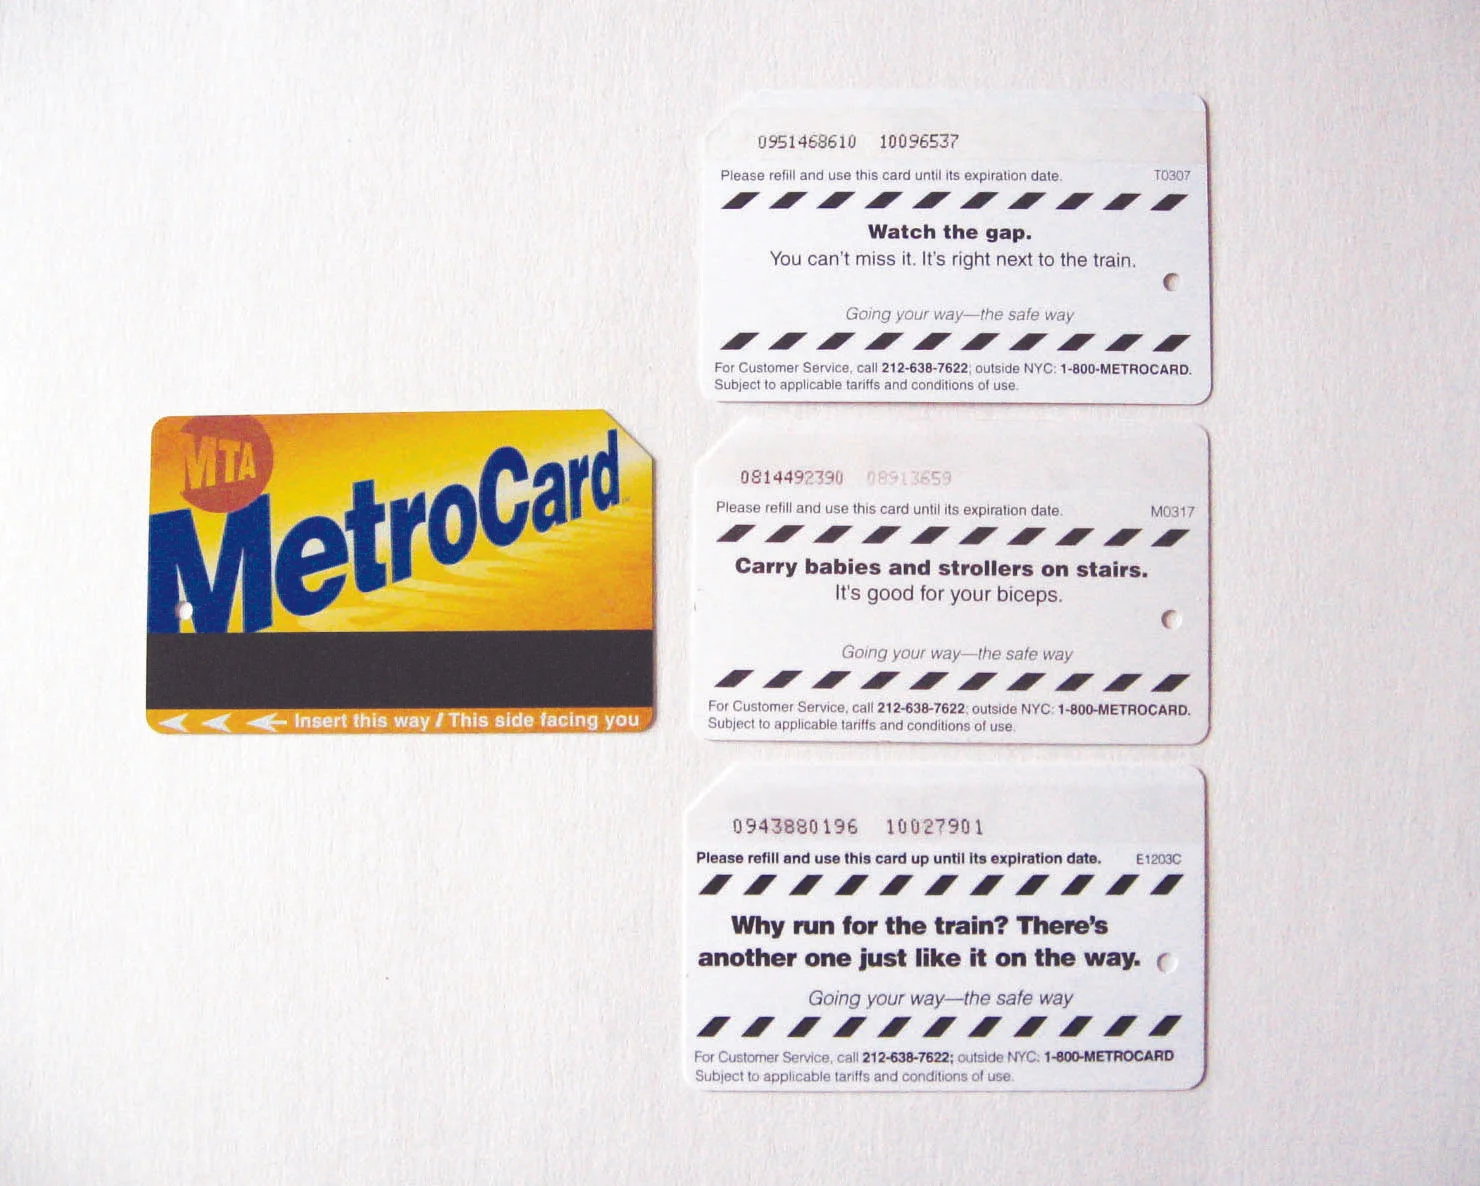 MTA
MetroCard
Insert this way / This side facing you
0951468610 10096537
Please refill and use this card until its expiration date. T0307
Watch the gap.
You can't miss it. It's right next to the train.
Going your way—the safe way
For Customer Service, call 212-638-7622; outside NYC: 1-800-METROCARD.
Subject to applicable tariffs and conditions of use.
0814492390 08913659
Please refill and use this card until its expiration date. M0317
Carry babies and strollers on stairs.
It's good for your biceps.
Going your way—the safe way
For Customer Service, call 212-638-7622; outside NYC: 1-800-METROCARD.
Subject to applicable tariffs and conditions of use.
0943880196 10027901
Please refill and use this card up until its expiration date. E1203C
Why run for the train? There's
another one just like it on the way.
Going your way—the safe way
For Customer Service, call 212-638-7622; outside NYC: 1-800-METROCARD
Subject to applicable tariffs and conditions of use.